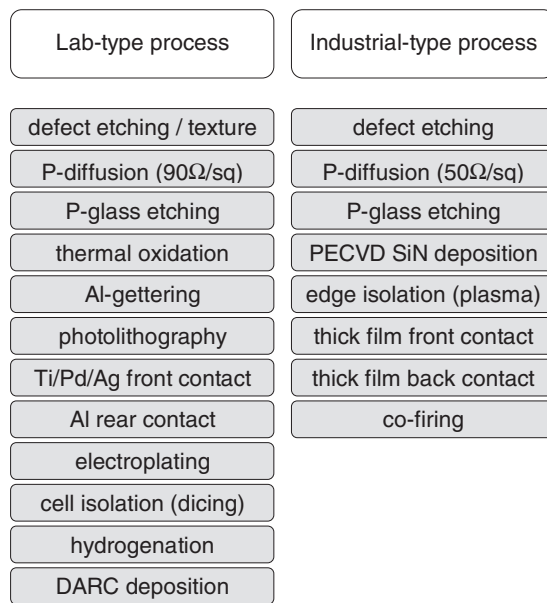 Lab-type process
Industrial-type process
defect etching / texture
defect etching
P-diffusion (90Ω/sq)
P-diffusion (50Ω/sq)
P-glass etching
P-glass etching
thermal oxidation
PECVD SiN deposition
Al-gettering
edge isolation (plasma)
photolithography
thick film front contact
Ti/Pd/Ag front contact
thick film back contact
Al rear contact
co-firing
electroplating
cell isolation (dicing)
hydrogenation
DARC deposition